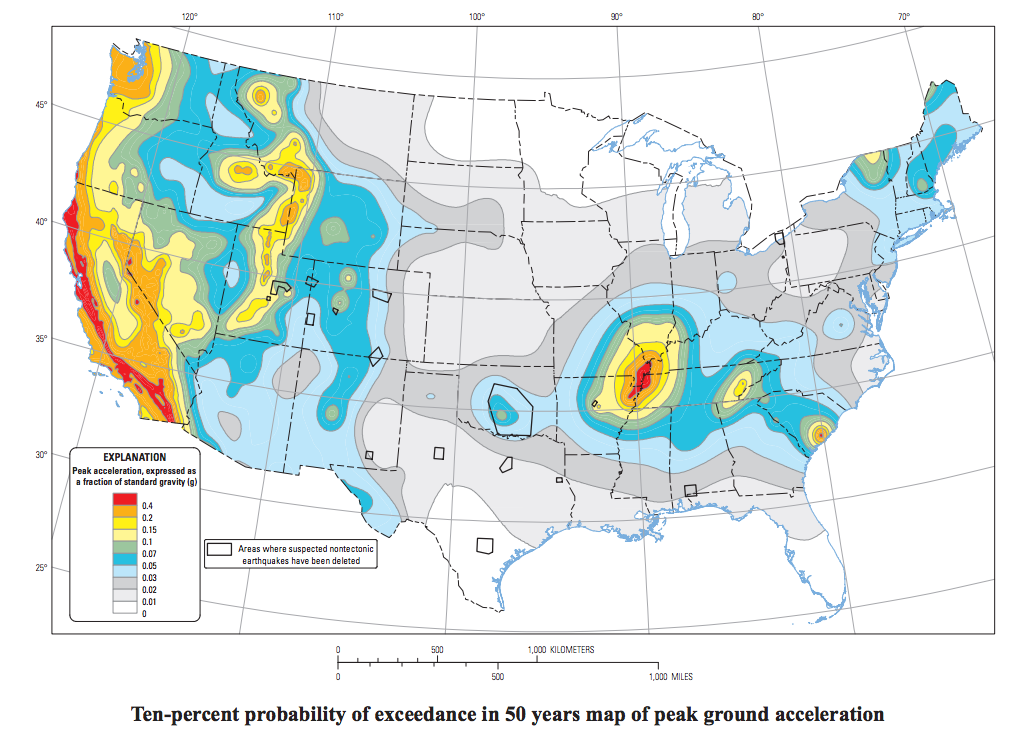 120°
110°
100°
90°
80°
70°
45°
40°
35°
30°
25°
EXPLANATION
Peak acceleration, expressed as
a fraction of standard gravity (g)
0.4
0.2
0.15
0.1
0.07
0.05
0.03
0.02
0.01
0
Areas where suspected nontectonic
earthquakes have been deleted
0 500 1,000 KILOMETERS
0 500 1,000 MILES
Ten-percent probability of exceedance in 50 years map of peak ground acceleration